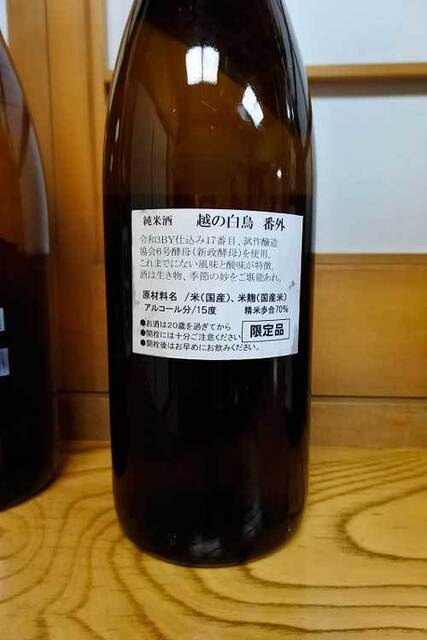 純米酒 越の白鳥 番外
令和3BY仕込み17番目、試作醸造
協会6号酵母(新政酵母)を使用。
これまでにない風味と酸味が特徴。
酒は生き物、季節の妙をご堪能あれ。
原材料名 /米(国産)、米麹(国産米)
アルコール分/15度 精米歩合70%
●お酒は20歳を過ぎてから
●開栓には十分ご注意ください
●開栓後はお早めにお飲みください。
限定品